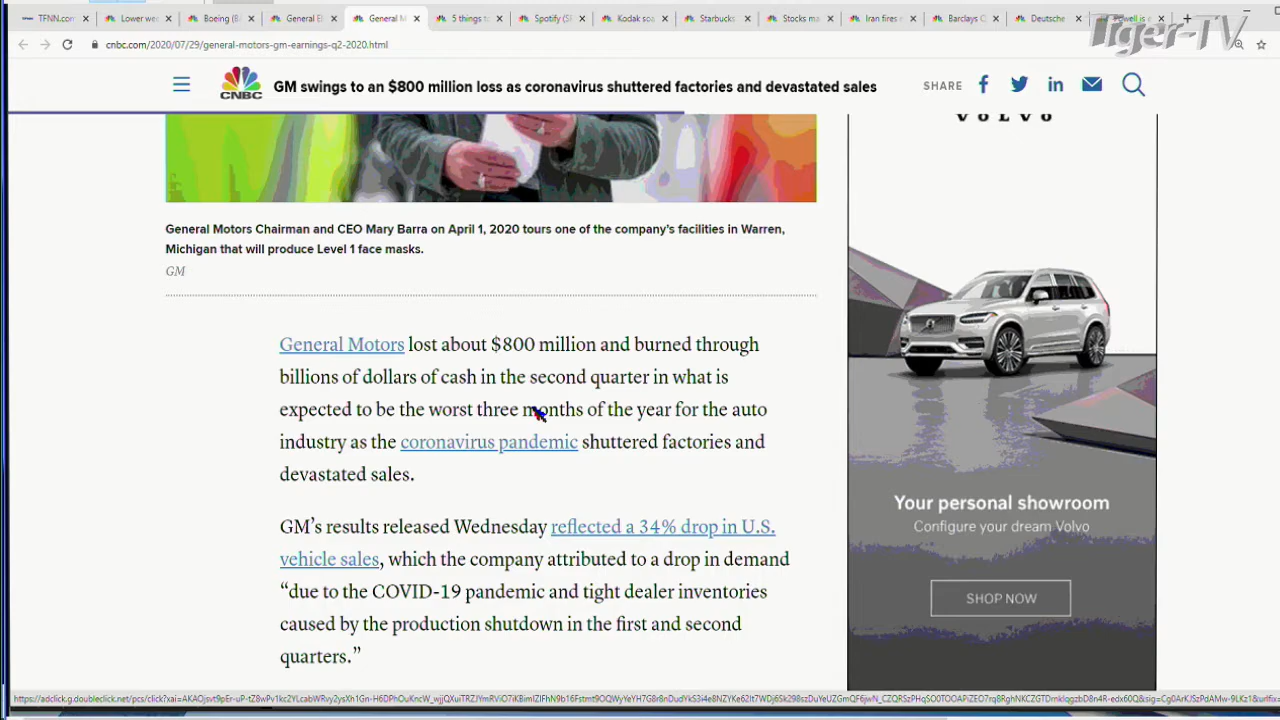 TFNN.com
Lower we
Boeing (B
General E
General M
5 things t
Spotify (S
Kodak so
Starbucks
Stocks ma
Iran fires
Barclays
Deutsche
Tiger-TV
cnbc.com/2020/07/29/general-motors-gm-earnings-q2-2020.html
CNBC
GM swings to an $800 million loss as coronavirus shuttered factories and devastated sales
SHARE
VOLVO
General Motors Chairman and CEO Mary Barra on April 1, 2020 tours one of the company's facilities in Warren,
Michigan that will produce Level 1 face masks.
GM
General Motors lost about $800 million and burned through
billions of dollars of cash in the second quarter in what is
expected to be the worst three months of the year for the auto
industry as the coronavirus pandemic shuttered factories and
devastated sales.
GM's results released Wednesday reflected a 34% drop in U.S.
vehicle sales, which the company attributed to a drop in demand
“due to the COVID-19 pandemic and tight dealer inventories
caused by the production shutdown in the first and second
quarters.”
Your personal showroom
Configure your dream Volvo
SHOP NOW